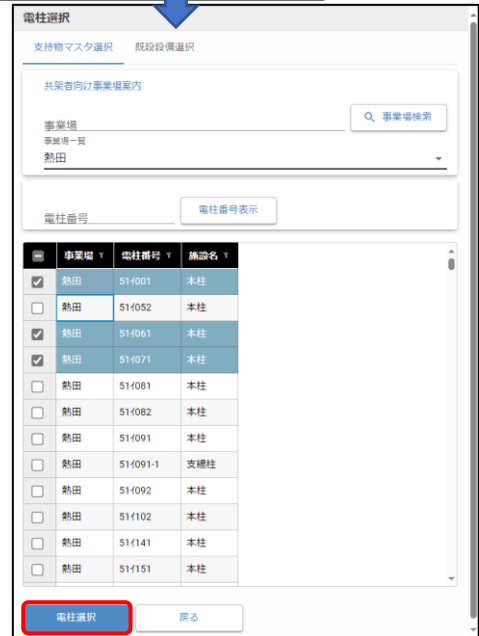 電柱選択
支持物マスタ選択 既設設備選択
共架者向け事業場案内
事業場 事業場検索
事業場一覧
熱田
電柱番号 電柱番号表示
事業場 電柱番号 施設名
熱田 51ｲ001 本柱
熱田 51ｲ052 本柱
熱田 51ｲ061 本柱
熱田 51ｲ071 本柱
熱田 51ｲ081 本柱
熱田 51ｲ082 本柱
熱田 51ｲ091 本柱
熱田 51ｲ091-1 支線柱
熱田 51ｲ092 本柱
熱田 51ｲ102 本柱
熱田 51ｲ141 本柱
熱田 51ｲ151 本柱
電柱選択 戻る